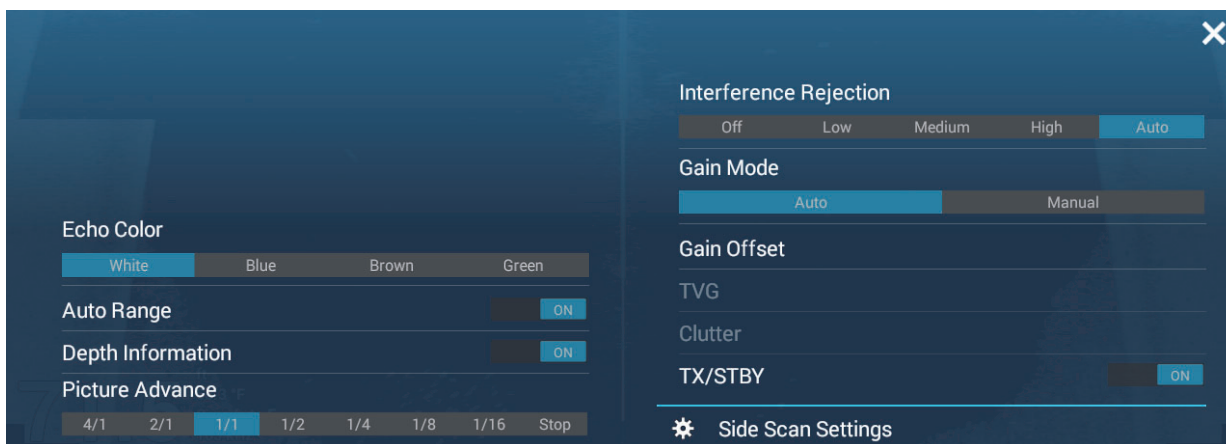 Echo Color
White Blue Brown Green
Auto Range ON
Depth Information ON
Picture Advance
4/1 2/1 1/1 1/2 1/4 1/8 1/16 Stop
Interference Rejection
Off Low Medium High Auto
Gain Mode
Auto Manual
Gain Offset
TVG
Clutter
TX/STBY ON
Side Scan Settings